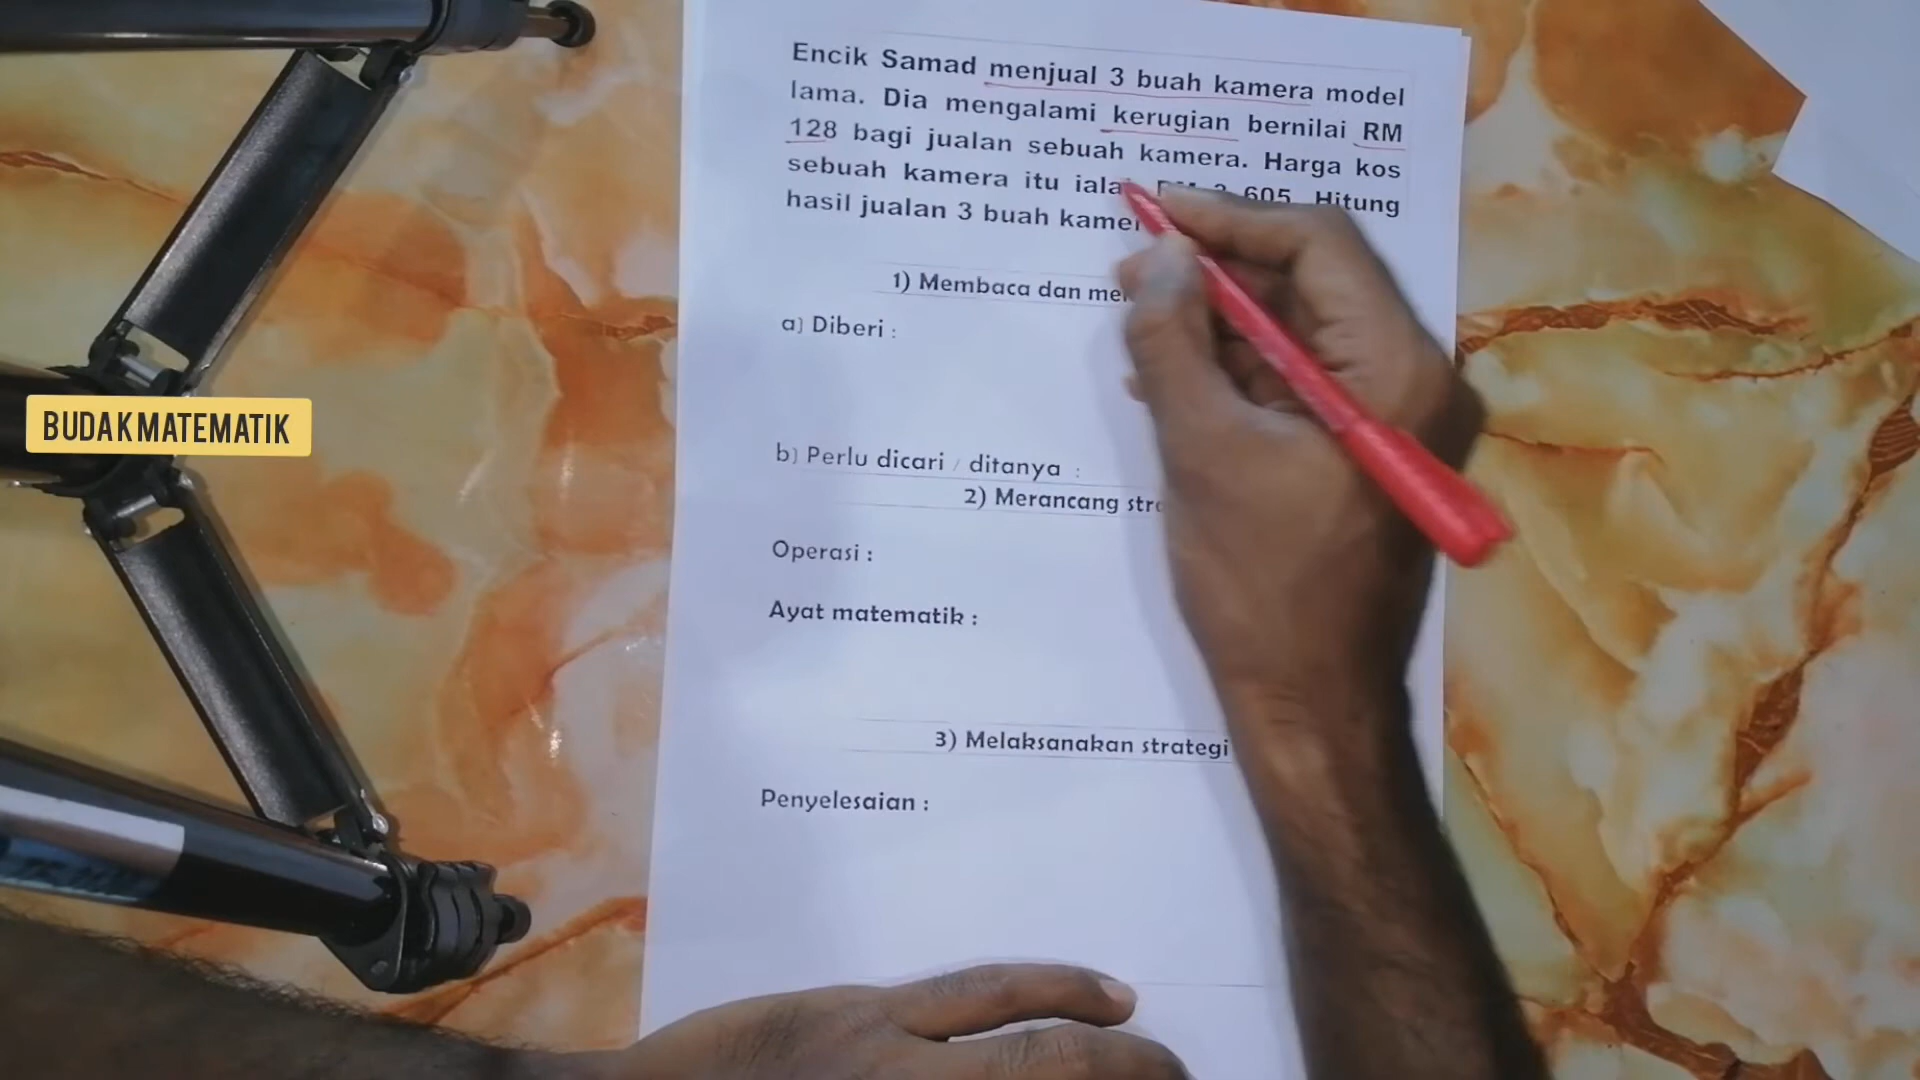 Encik Samad menjual 3 buah kamera model
lama. Dia mengalami kerugian bernilai RM
128 bagi jualan sebuah kamera. Harga kos
sebuah kamera itu 605 Hitung
hasil jualan 3 buah
1) Membaca dan
a) Diberi :
BUDAK MATEMATIK
b) Perlu dicari / ditanya :
2) Merancang
Operasi :
Ayat matematik :
3) Melaksanakan strategi
Penyelesaian :